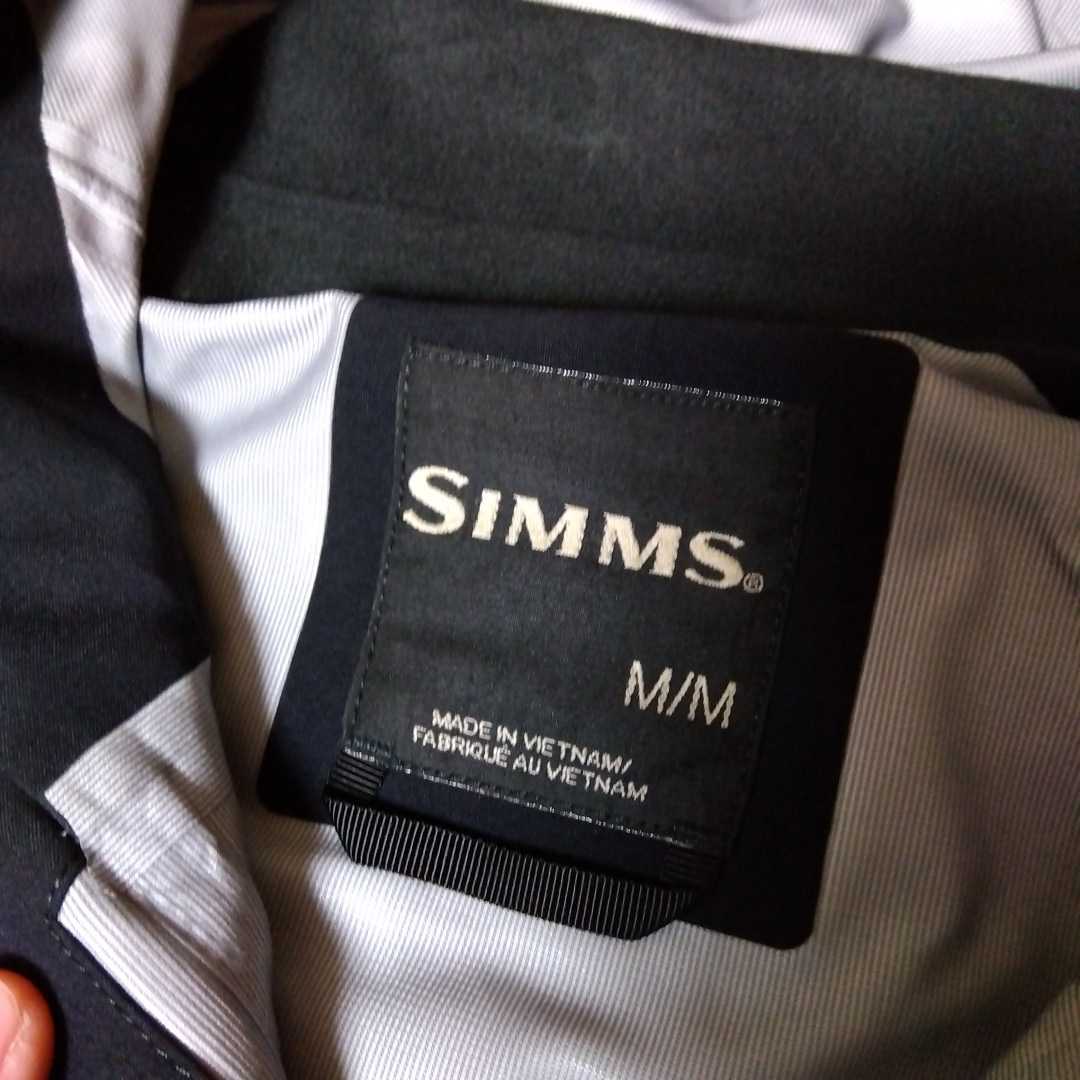 SIMMS®
M/M
MADE IN VIETNAM/
FABRIQUÉ AU VIETNAM